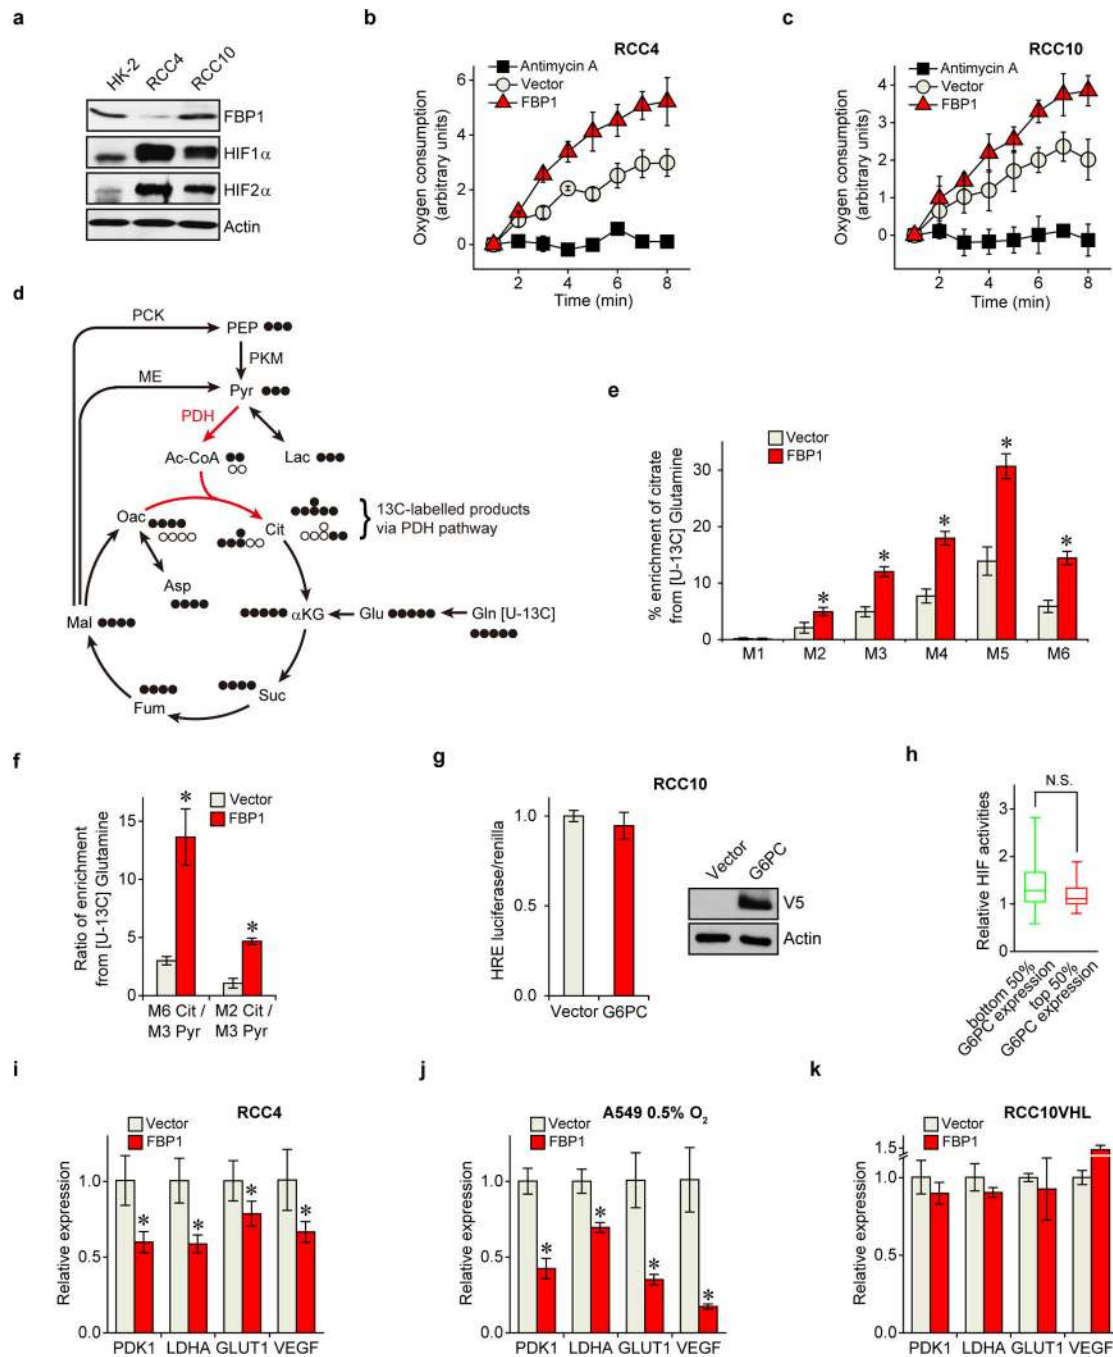 a
HK-2 RCC4 RCC10
FBP1
HIF1α
HIF2α
Actin
b
RCC4
Antimycin A
Vector
FBP1
Oxygen consumption
(arbitrary units)
6
4
2
0
2 4 6 8
Time (min)
c
RCC10
Antimycin A
Vector
FBP1
Oxygen consumption
(arbitrary units)
4
3
2
1
0
2 4 6 8
Time (min)
d
PCK
PEP
PKM
ME
Pyr
PDH
Ac-CoA
Lac
Oac
Cit
13C-labelled products
via PDH pathway
Asp
Mal
αKG
Glu
Gln [U-13C]
Suc
Fum
e
Vector
FBP1
% enrichment of citrate
from [U-13C] Glutamine
30
20
10
0
* * * * *
M1 M2 M3 M4 M5 M6
f
Vector
FBP1
Ratio of enrichment
from [U-13C] Glutamine
15
10
5
0
* *
M6 Cit / M2 Cit /
M3 Pyr M3 Pyr
g
RCC10
HRE luciferase/renilla
1.0
0.5
0.0
Vector G6PC
Vector G6PC
V5
Actin
h
N.S.
Relative HIF activities
3
2
1
0
bottom 50%
G6PC expression
top 50%
G6PC expression
i
RCC4
Vector
FBP1
Relative expression
1.0
0.5
0.0
* * * *
PDK1 LDHA GLUT1 VEGF
j
A549 0.5% O2
Vector
FBP1
Relative expression
1.0
0.5
0.0
* * * *
PDK1 LDHA GLUT1 VEGF
k
RCC10VHL
Vector
FBP1
Relative expression
1.5
1.0
0.5
0.0
PDK1 LDHA GLUT1 VEGF